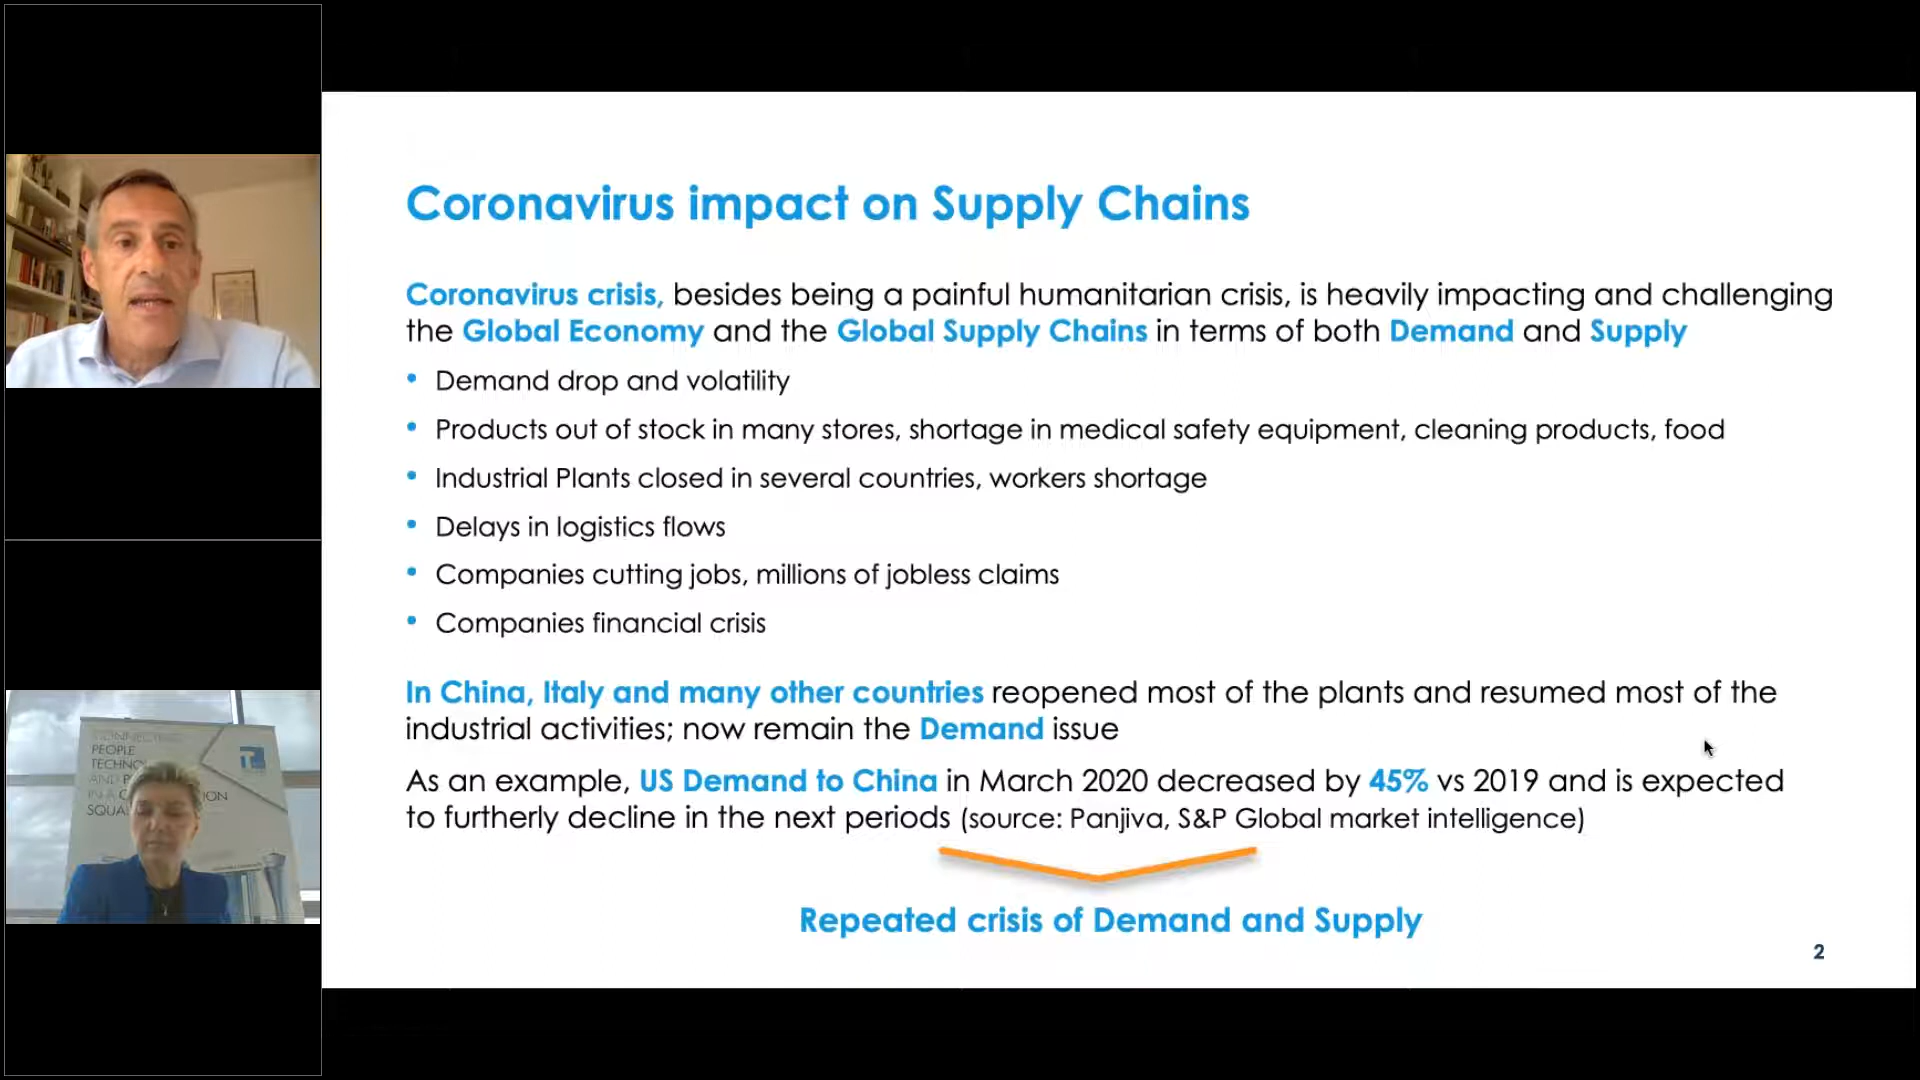 Coronavirus impact on Supply Chains
Coronavirus crisis, besides being a painful humanitarian crisis, is heavily impacting and challenging
the Global Economy and the Global Supply Chains in terms of both Demand and Supply
• Demand drop and volatility
• Products out of stock in many stores, shortage in medical safety equipment, cleaning products, food
• Industrial Plants closed in several countries, workers shortage
• Delays in logistics flows
• Companies cutting jobs, millions of jobless claims
• Companies financial crisis
In China, Italy and many other countries reopened most of the plants and resumed most of the
industrial activities; now remain the Demand issue
As an example, US Demand to China in March 2020 decreased by 45% vs 2019 and is expected
to furtherly decline in the next periods (source: Panjiva, S&P Global market intelligence)
Repeated crisis of Demand and Supply
2
PEOPLE
AND
IN A